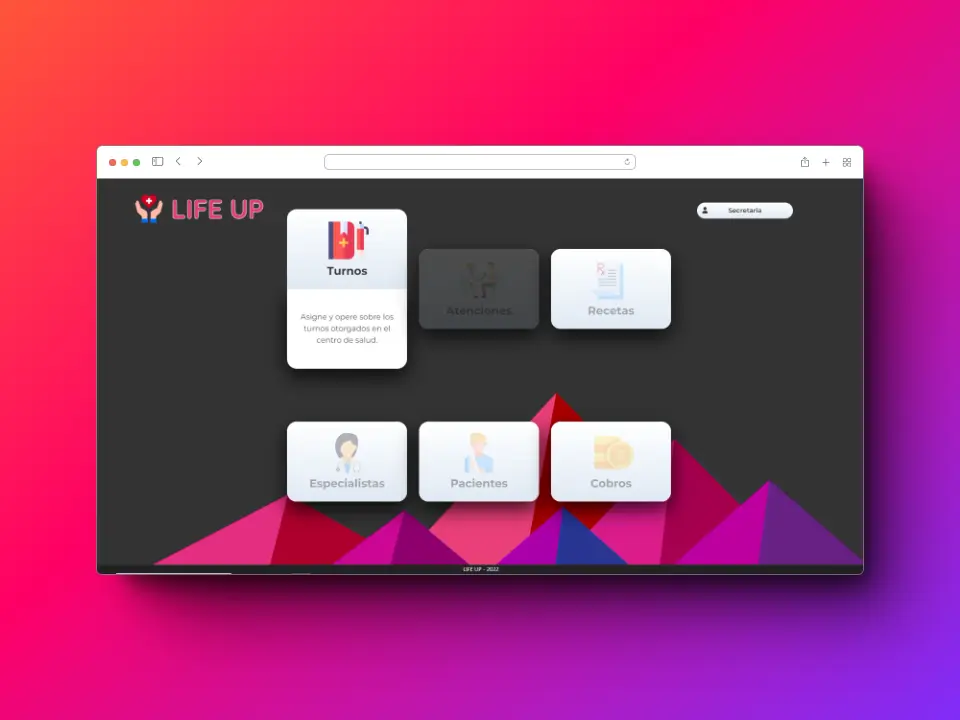 LIFE UP
Secretaria
Turnos
Asigne y opere sobre los
turnos otorgados en el
centro de salud.
Atenciones
Recetas
Especialistas
Pacientes
Cobros
LIFE UP - 2022